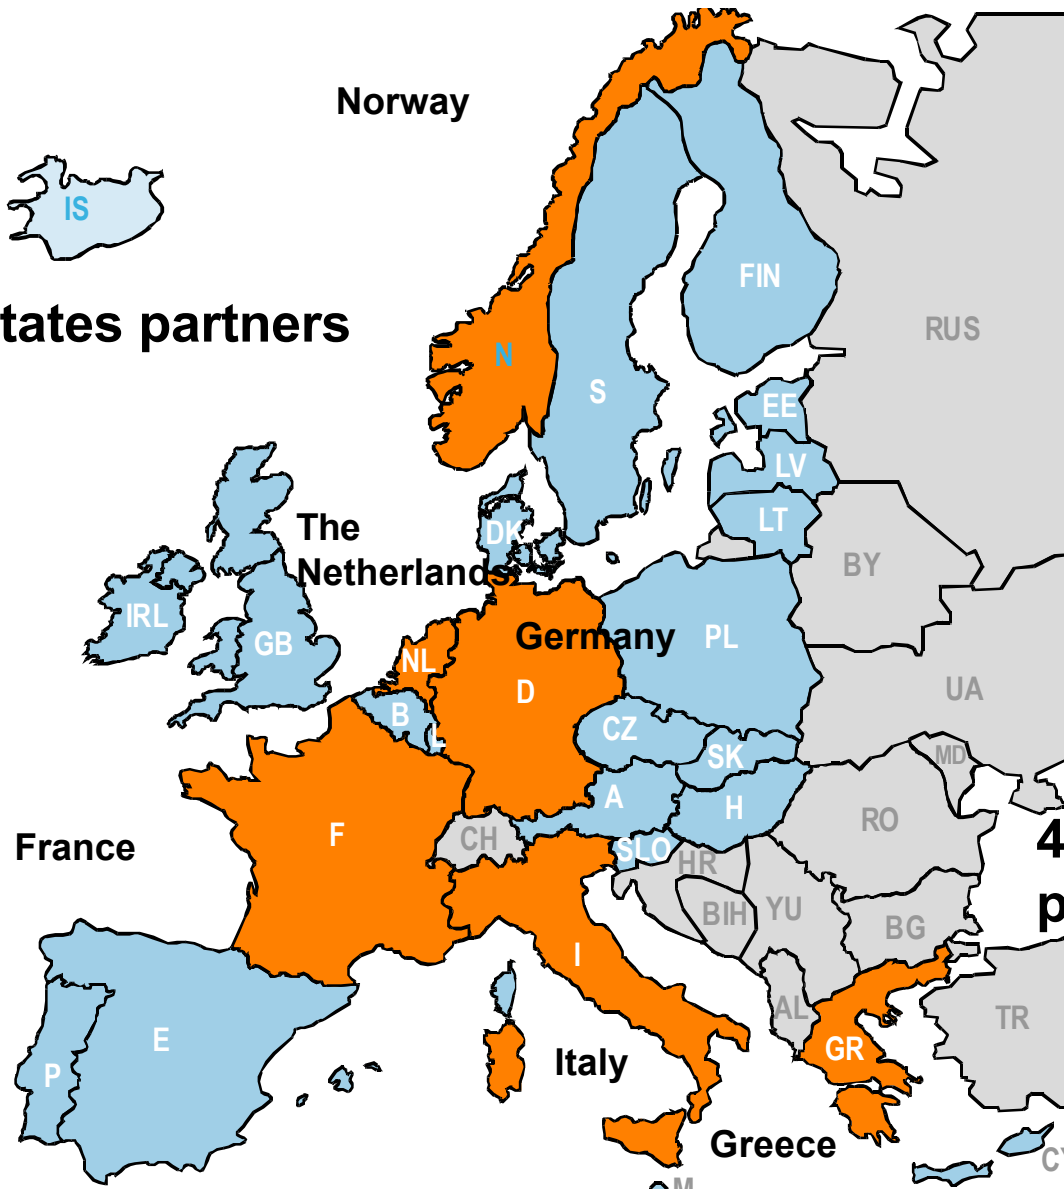 Norway
IS
FIN
tates partners
RUS
N
S
EE
LV
LT
The
Netherlands
DK
BY
IRL
GB
Germany
PL
NL
D
UA
B
L
CZ
SK
MD
A
H
RO
4
France
F
CH
SLO
HR
p
BIH
YU
BG
I
AL
TR
E
P
Italy
GR
Greece
CY
M